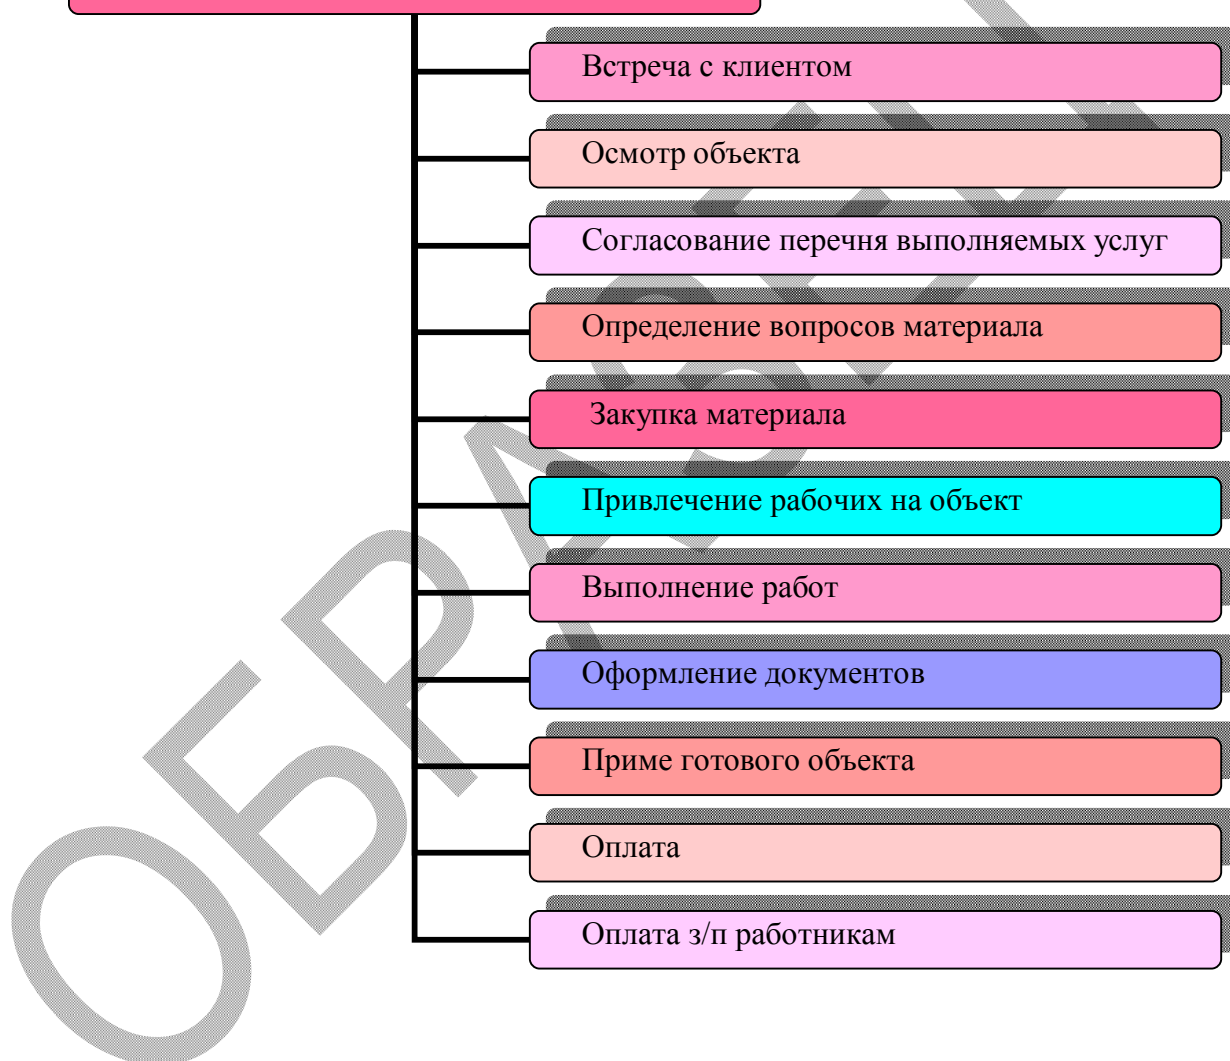 Встреча с клиентом
Осмотр объекта
Согласование перечня выполняемых услуг
Определение вопросов материала
Закупка материала
Привлечение рабочих на объект
Выполнение работ
Оформление документов
Приме готового объекта
Оплата
Оплата з/п работникам